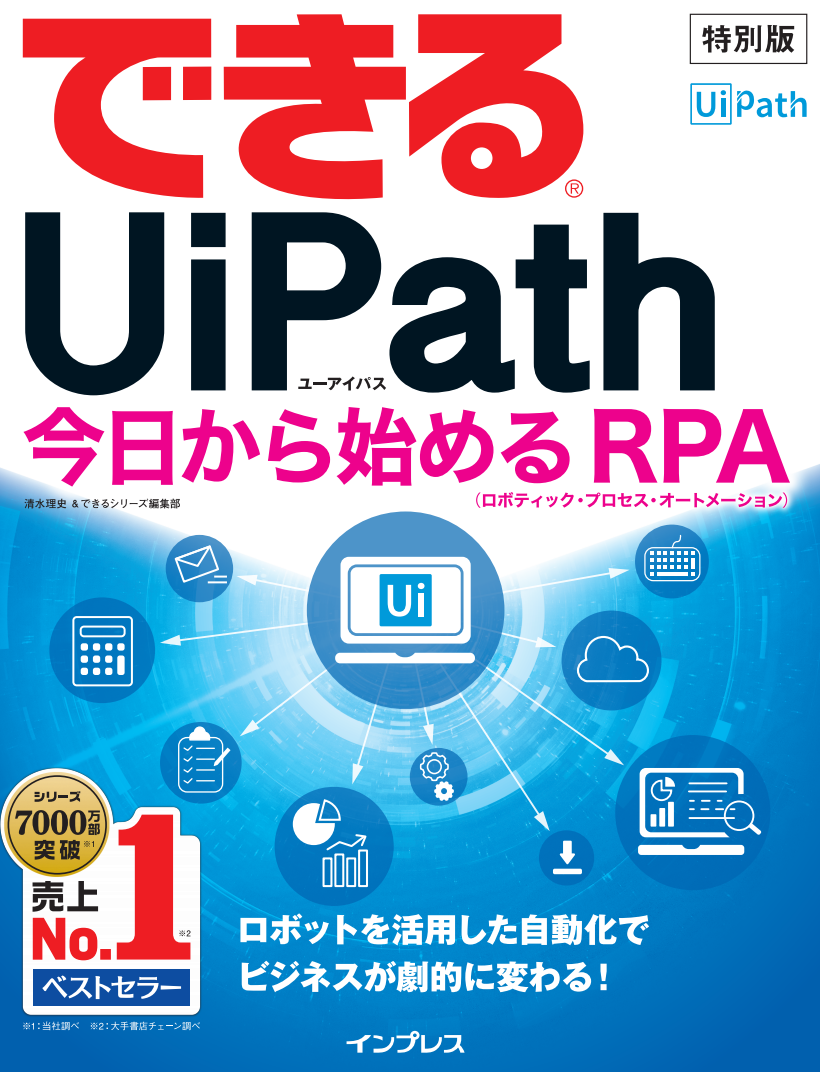 できる®
特別版
UiPath
UiPath
ユーアイパス
今日から始めるRPA
(ロボティック・プロセス・オートメーション)
清水理史 &できるシリーズ編集部
Ui
シリーズ
7000万部
突破※1
売上
No.1※2
ベストセラー
※1:当社調べ ※2:大手書店チェーン調べ
ロボットを活用した自動化で
ビジネスが劇的に変わる!
インプレス